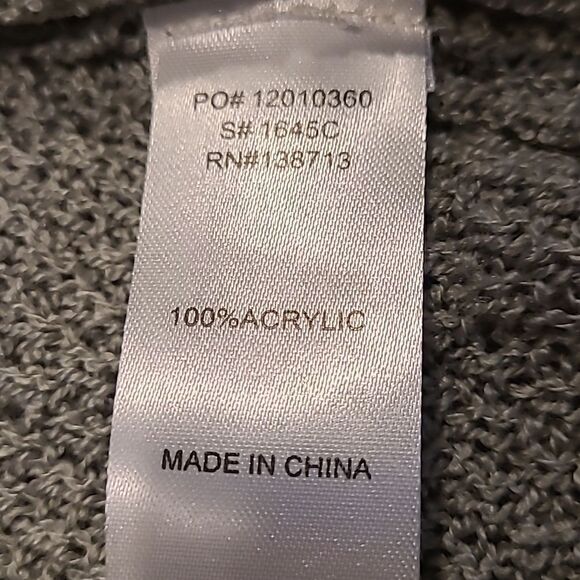 PO# 12010360
S# 1645C
RN#138713
100%ACRYLIC
MADE IN CHINA